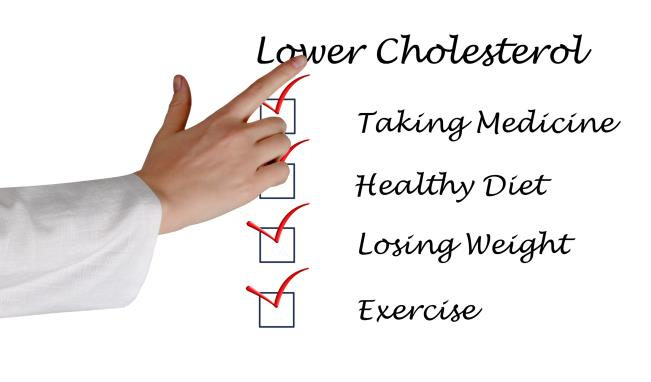 Lower Cholesterol
Taking Medicine
Healthy Diet
Losing Weight
Exercise